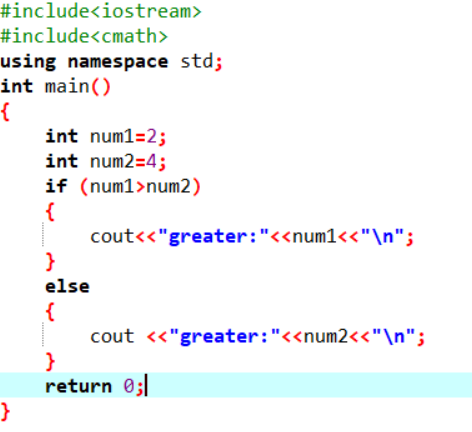 #include<iostream>
#include<cmath>
using namespace std;
int main()
{
    int num1=2;
    int num2=4;
    if (num1>num2)
    {
        cout<<"greater:"<<num1<<"\n";
    }
    else
    {
        cout <<"greater:"<<num2<<"\n";
    }
    return 0;
}